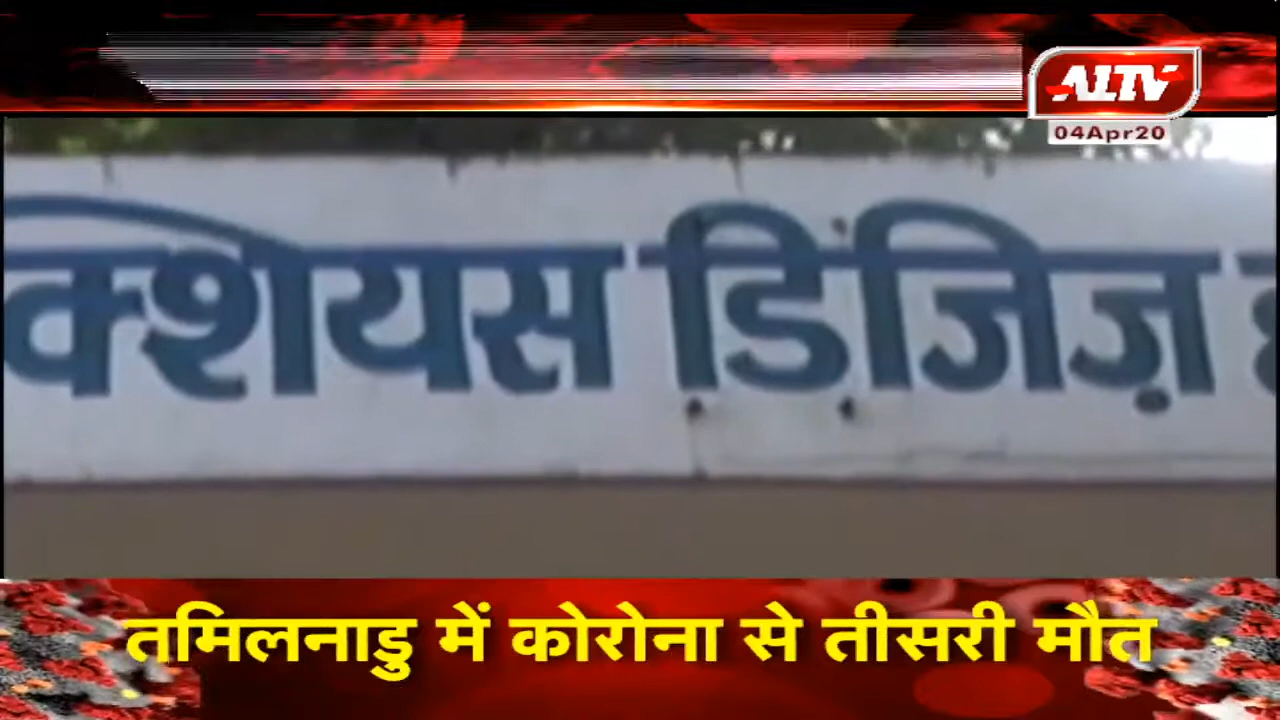 ALTV
04Apr20
क्शियस डिजिज़
तमिलनाडु में कोरोना से तीसरी मौत